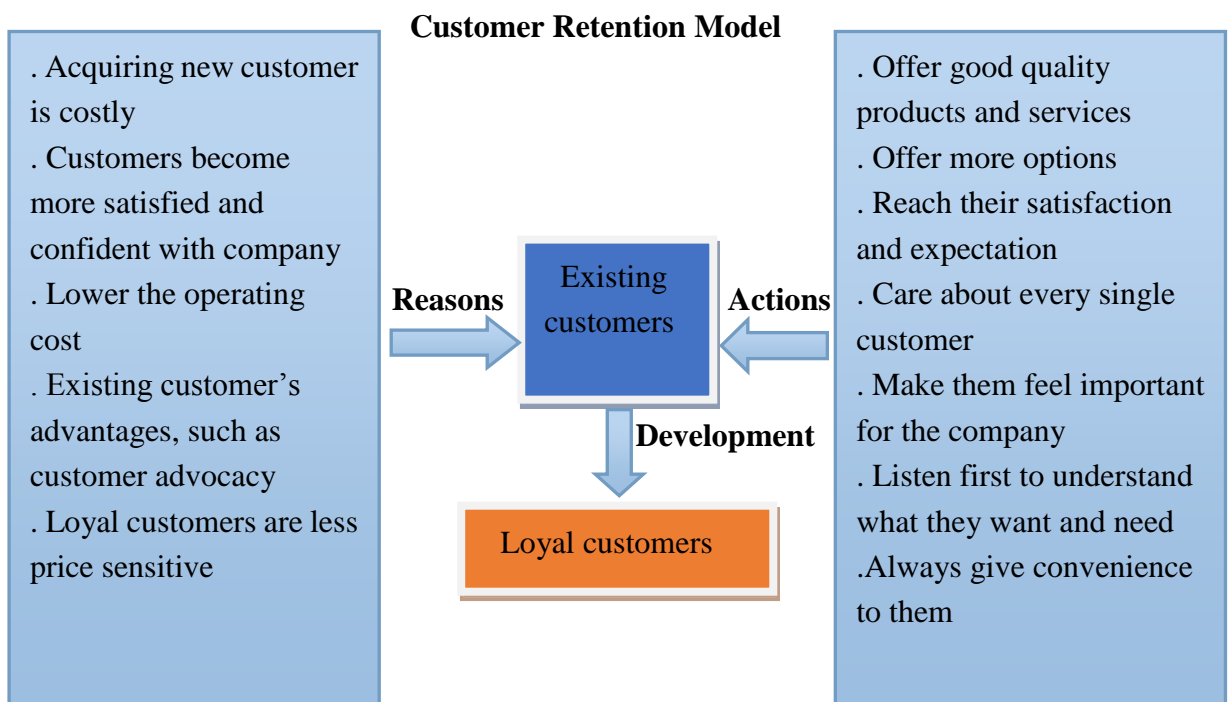 Customer Retention Model
. Acquiring new customer
is costly
. Customers become
more satisfied and
confident with company
. Lower the operating
cost
. Existing customer’s
advantages, such as
customer advocacy
. Loyal customers are less
price sensitive
Reasons
Existing
customers
Actions
Development
Loyal customers
. Offer good quality
products and services
. Offer more options
. Reach their satisfaction
and expectation
. Care about every single
customer
. Make them feel important
for the company
. Listen first to understand
what they want and need
.Always give convenience
to them